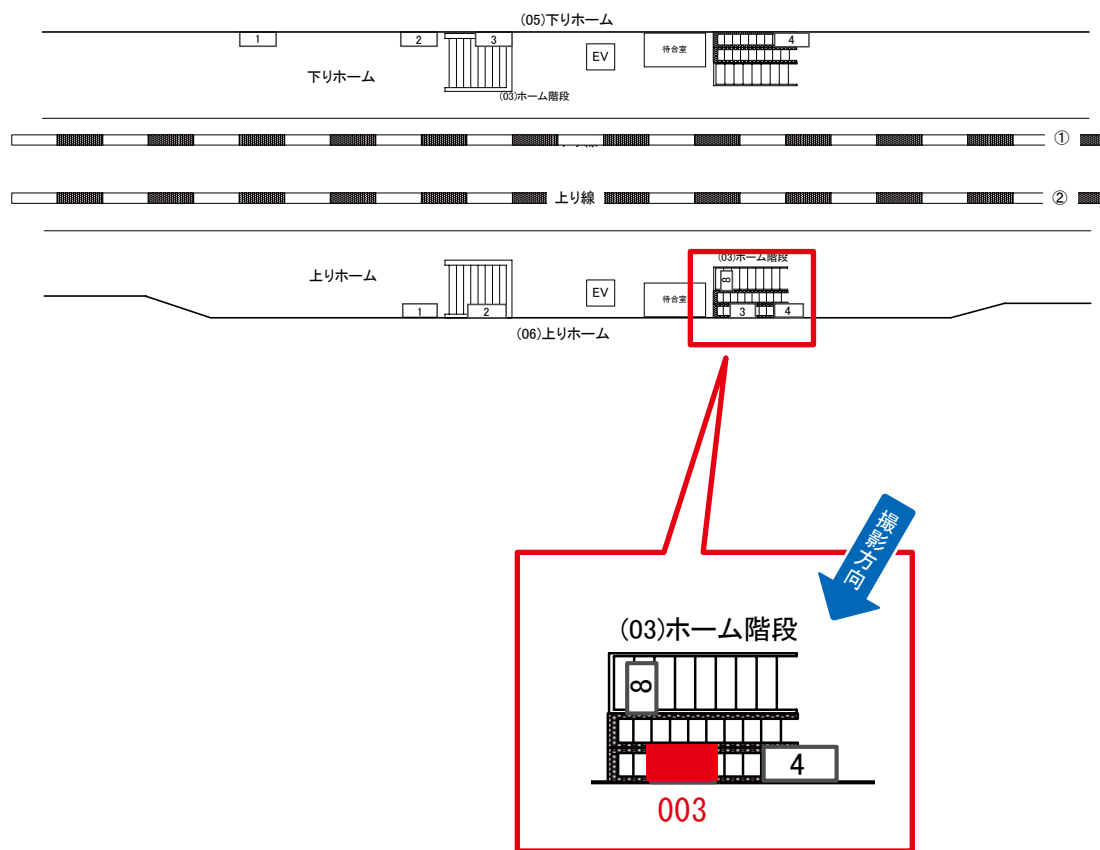 (05)下りホーム
1
2
3
4
EV
待合室
下りホーム
(03)ホーム階段
①
上り線
②
(03)ホーム階段
上りホーム
8
EV
待合室
1
2
3
4
(06)上りホーム
撮影方向
(03)ホーム階段
8
4
003